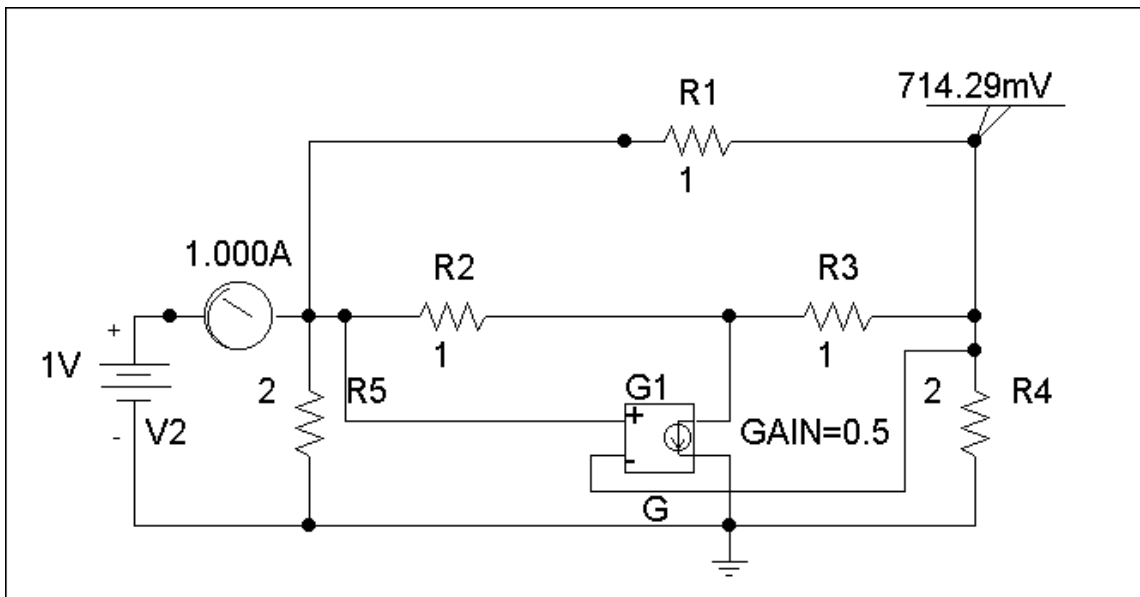 714.29mV
R1
1
1.000A
R2
R3
+
1
1
1V
2
R5
G1
2
R4
-
V2
+
-
GAIN=0.5
G